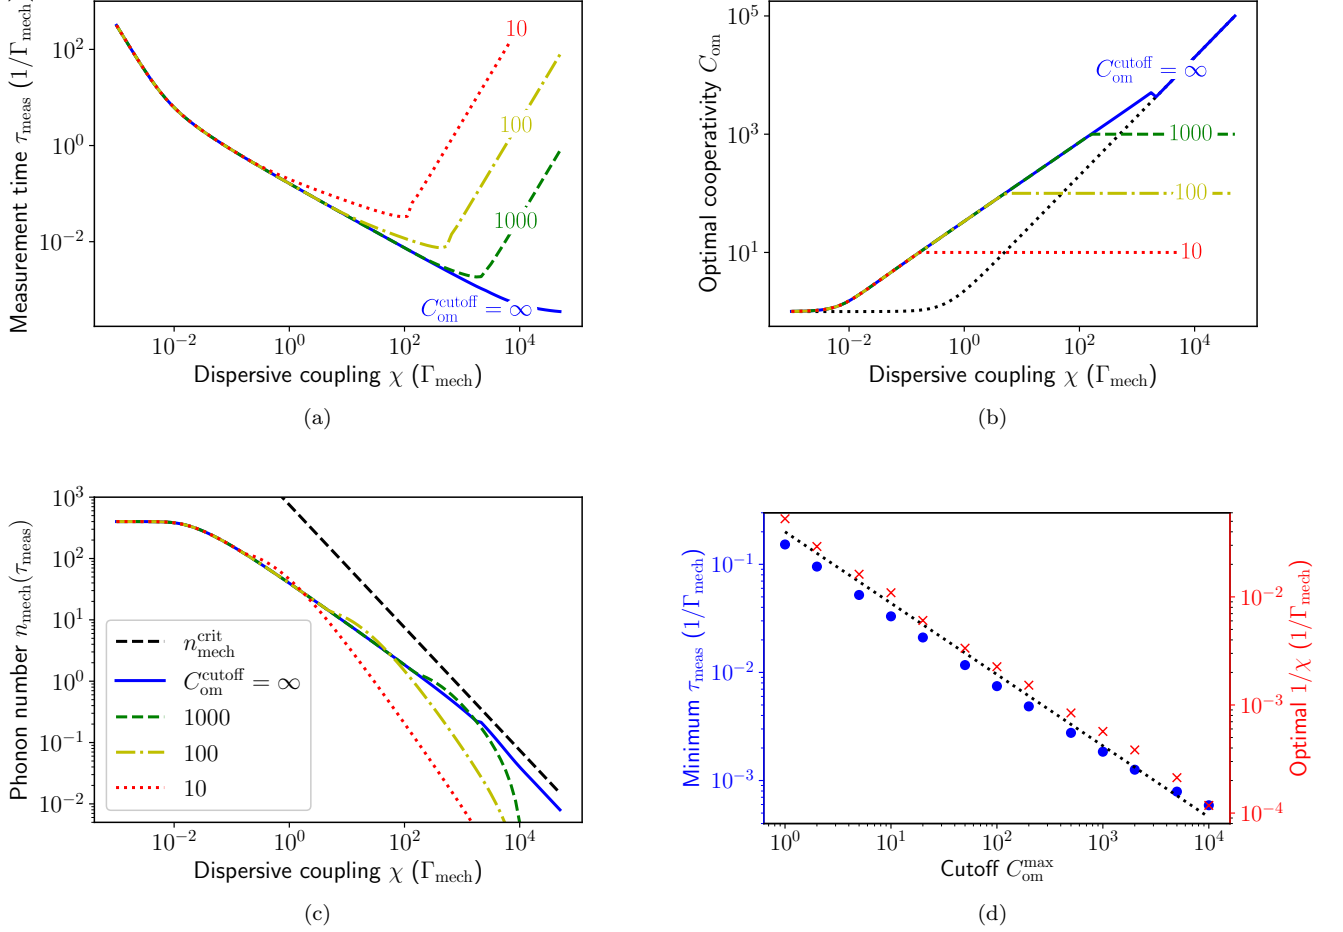 Measurement time τ_meas (1/Γ_mech)
10^2
10^0
10^−2
10^−2
10^0
10^2
10^4
Dispersive coupling χ (Γ_mech)
10
100
1000
C_om^cutoff = ∞
(a)
Optimal cooperativity C_om
10^5
10^3
10^1
10^−2
10^0
10^2
10^4
Dispersive coupling χ (Γ_mech)
C_om^cutoff = ∞
1000
100
10
(b)
Phonon number n_mech(τ_meas)
10^3
10^2
10^1
10^0
10^−1
10^−2
10^−2
10^0
10^2
10^4
Dispersive coupling χ (Γ_mech)
n_mech^crit
C_om^cutoff = ∞
1000
100
10
(c)
Minimum τ_meas (1/Γ_mech)
10^−1
10^−2
10^−3
10^0
10^1
10^2
10^3
10^4
Cutoff C_om^max
10^−2
10^−3
10^−4
Optimal 1/χ (1/Γ_mech)
(d)